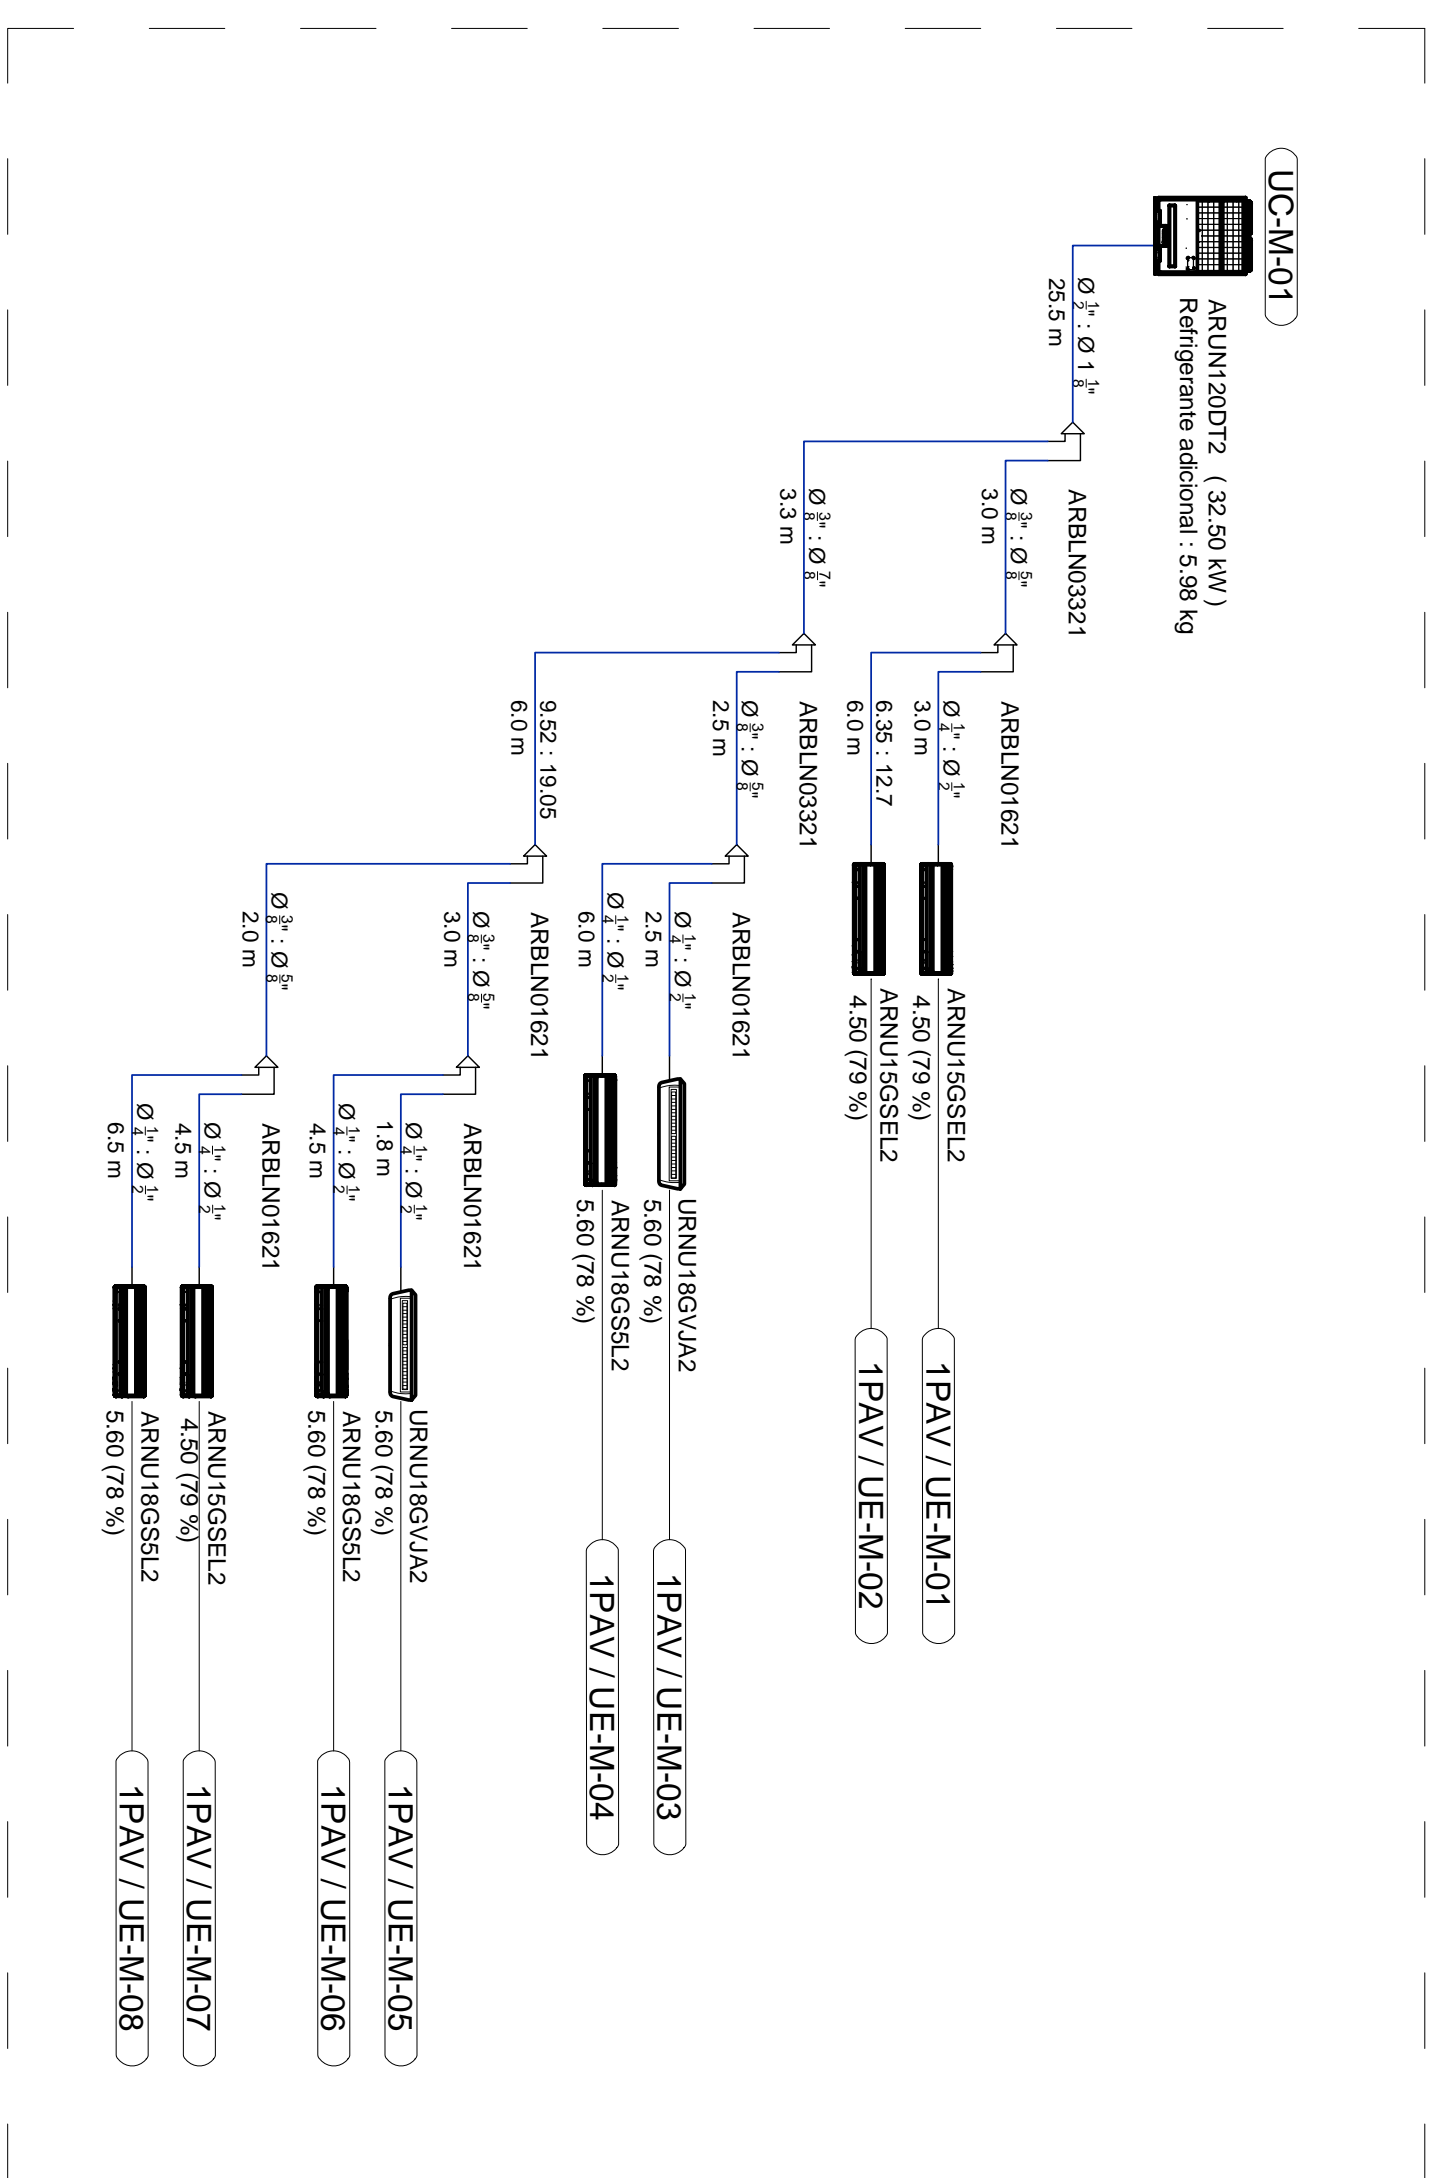 UC-M-01
ARUN120DT2 ( 32.50 kW )
Refrigerante adicional : 5.98 kg
Ø 1/2" : Ø 1 1/8"
25.5 m
ARBLN03321
Ø 3/8" : Ø 5/8"
3.0 m
ARBLN01621
Ø 1/4" : Ø 1/2"
3.0 m
ARNU15GSEL2
4.50 (79 %)
1PAV / UE-M-01
6.35 : 12.7
6.0 m
ARNU15GSEL2
4.50 (79 %)
1PAV / UE-M-02
Ø 3/8" : Ø 7/8"
3.3 m
ARBLN03321
Ø 3/8" : Ø 5/8"
2.5 m
ARBLN01621
Ø 1/4" : Ø 1/2"
2.5 m
URNU18GVJA2
5.60 (78 %)
1PAV / UE-M-03
Ø 1/4" : Ø 1/2"
6.0 m
ARNU18GS5L2
5.60 (78 %)
1PAV / UE-M-04
9.52 : 19.05
6.0 m
ARBLN01621
Ø 3/8" : Ø 5/8"
3.0 m
ARBLN01621
Ø 1/4" : Ø 1/2"
1.8 m
URNU18GVJA2
5.60 (78 %)
1PAV / UE-M-05
Ø 1/4" : Ø 1/2"
4.5 m
ARNU18GS5L2
5.60 (78 %)
1PAV / UE-M-06
Ø 3/8" : Ø 5/8"
2.0 m
ARBLN01621
Ø 1/4" : Ø 1/2"
4.5 m
ARNU15GSEL2
4.50 (79 %)
1PAV / UE-M-07
Ø 1/4" : Ø 1/2"
6.5 m
ARNU18GS5L2
5.60 (78 %)
1PAV / UE-M-08